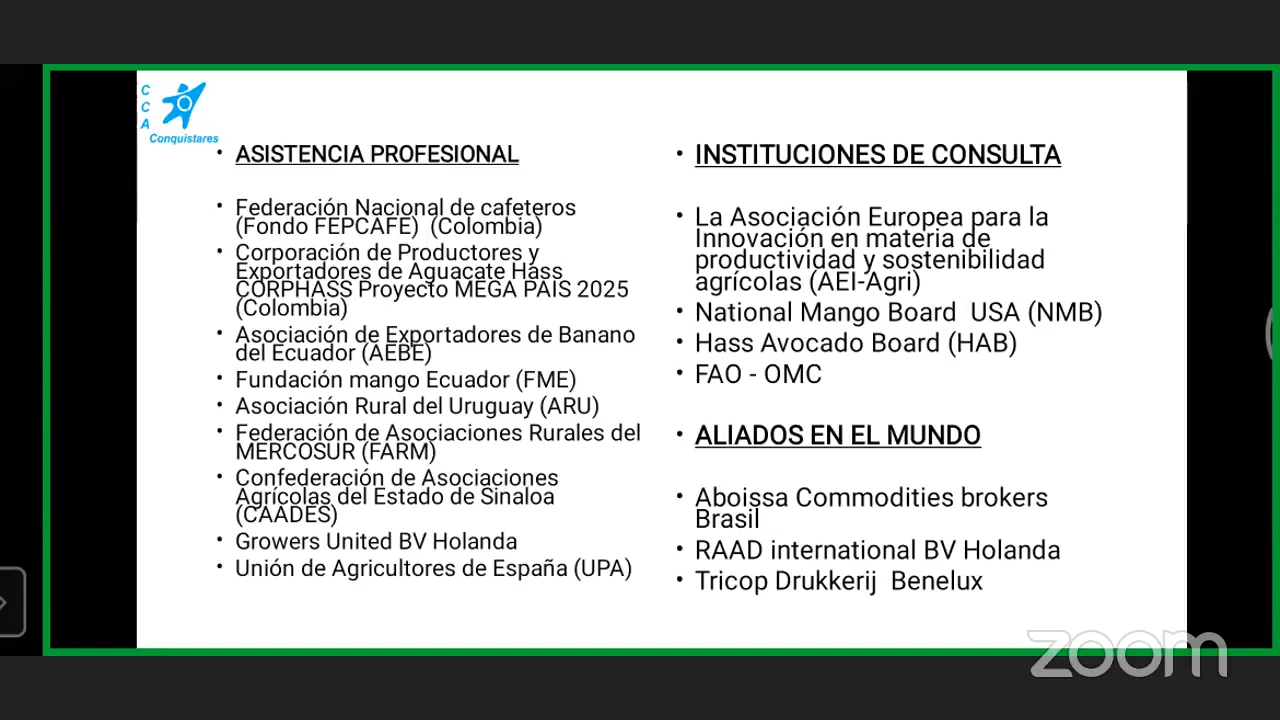 C
C
A
Conquistares
• ASISTENCIA PROFESIONAL
• Federación Nacional de cafeteros
(Fondo FEPCAFE) (Colombia)
• Corporación de Productores y
Exportadores de Aguacate Hass
CORPHASS Proyecto MEGA PAIS 2025
(Colombia)
• Asociación de Exportadores de Banano
del Ecuador (AEBE)
• Fundación mango Ecuador (FME)
• Asociación Rural del Uruguay (ARU)
• Federación de Asociaciones Rurales del
MERCOSUR (FARM)
• Confederación de Asociaciones
Agrícolas del Estado de Sinaloa
(CAADES)
• Growers United BV Holanda
• Unión de Agricultores de España (UPA)
• INSTITUCIONES DE CONSULTA
• La Asociación Europea para la
Innovación en materia de
productividad y sostenibilidad
agrícolas (AEI-Agri)
• National Mango Board USA (NMB)
• Hass Avocado Board (HAB)
• FAO - OMC
• ALIADOS EN EL MUNDO
• Aboissa Commodities brokers
Brasil
• RAAD international BV Holanda
• Tricop Drukkerij Benelux
zoom